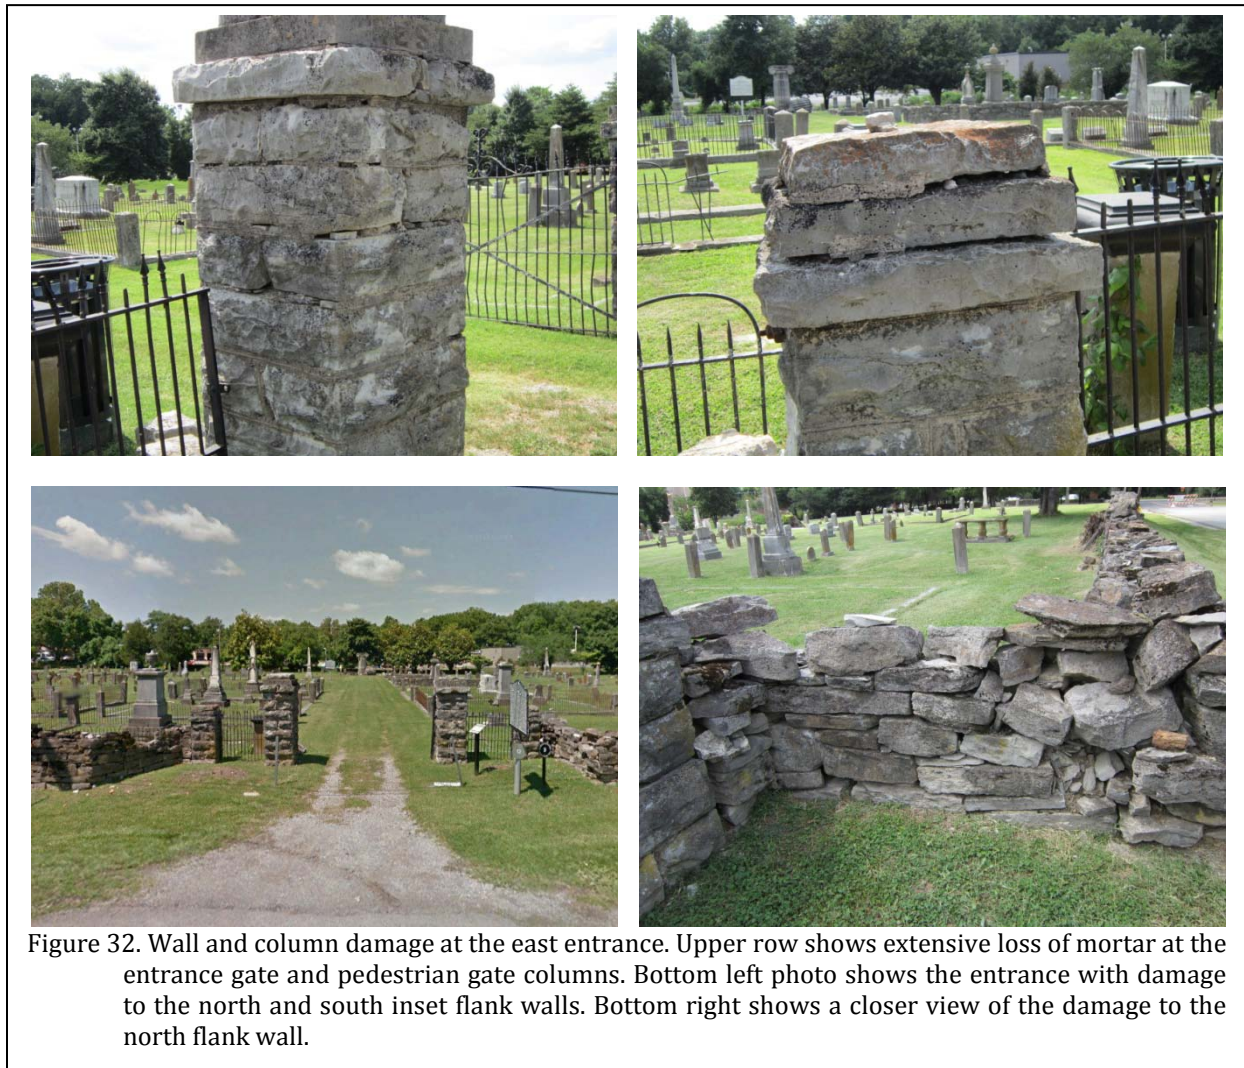 Figure 32. Wall and column damage at the east entrance. Upper row shows extensive loss of mortar at the
entrance gate and pedestrian gate columns. Bottom left photo shows the entrance with damage
to the north and south inset flank walls. Bottom right shows a closer view of the damage to the
north flank wall.